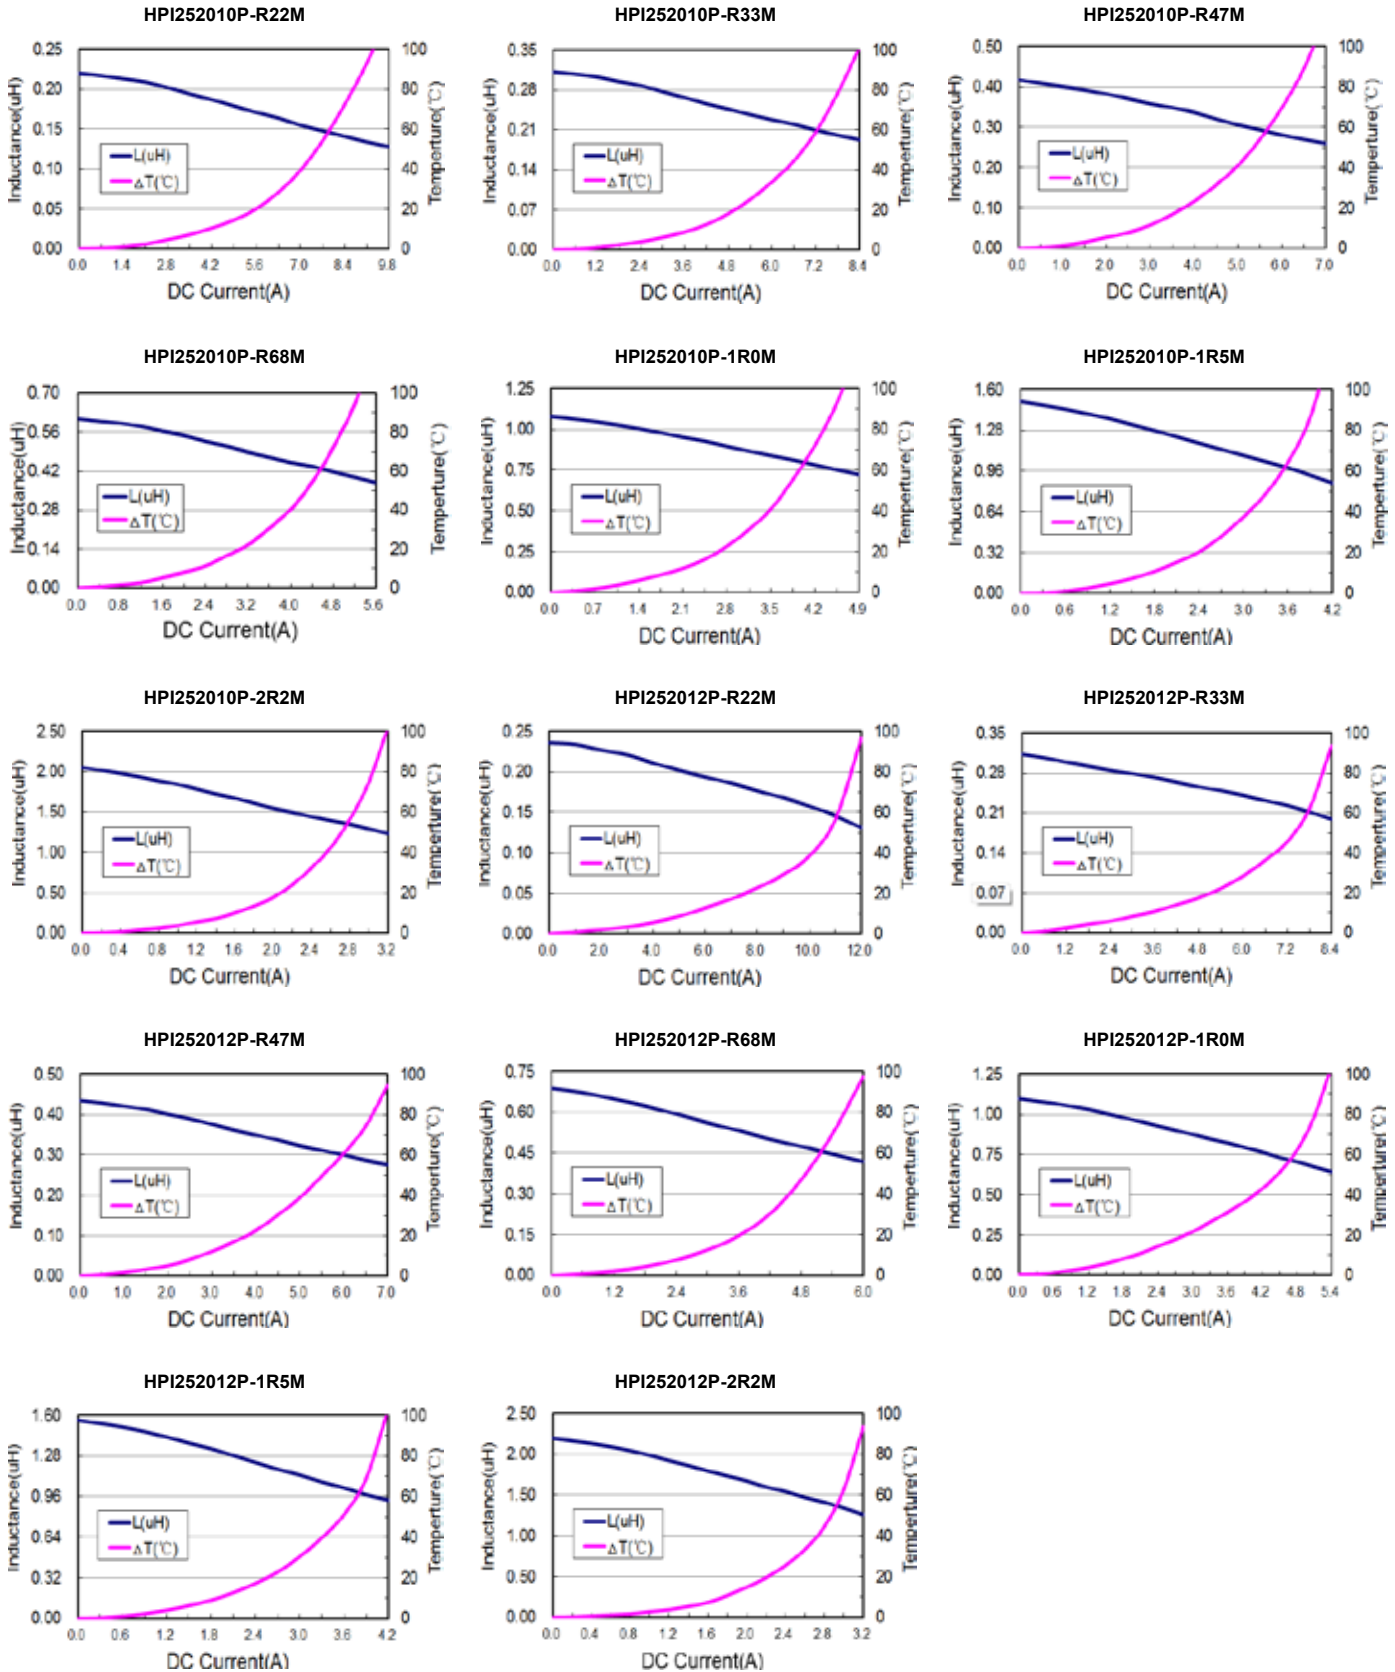 HPI252010P-R22M
HPI252010P-R33M
HPI252010P-R47M
0.25 0.20 0.15 0.10 0.05 0.00
Inductance(uH)
L(uH)
ΔT(℃)
100 80 60 40 20 0
Temperture(℃)
0.0 1.4 2.8 4.2 5.6 7.0 8.4 9.8
DC Current(A)
0.35 0.28 0.21 0.14 0.07 0.00
Inductance(uH)
L(uH)
ΔT(℃)
100 80 60 40 20 0
Temperture(℃)
0.0 1.2 2.4 3.6 4.8 6.0 7.2 8.4
DC Current(A)
0.50 0.40 0.30 0.20 0.10 0.00
Inductance(uH)
L(uH)
ΔT(℃)
100 80 60 40 20 0
Temperture(℃)
0.0 1.0 2.0 3.0 4.0 5.0 6.0 7.0
DC Current(A)
HPI252010P-R68M
HPI252010P-1R0M
HPI252010P-1R5M
0.70 0.56 0.42 0.28 0.14 0.00
Inductance(uH)
L(uH)
ΔT(℃)
100 80 60 40 20 0
Temperture(℃)
0.0 0.8 1.6 2.4 3.2 4.0 4.8 5.6
DC Current(A)
1.25 1.00 0.75 0.50 0.25 0.00
Inductance(uH)
L(uH)
ΔT(℃)
100 80 60 40 20 0
Temperture(℃)
0.0 0.7 1.4 2.1 2.8 3.5 4.2 4.9
DC Current(A)
1.60 1.28 0.96 0.64 0.32 0.00
Inductance(uH)
L(uH)
ΔT(℃)
100 80 60 40 20 0
Temperture(℃)
0.0 0.6 1.2 1.8 2.4 3.0 3.6 4.2
DC Current(A)
HPI252010P-2R2M
HPI252012P-R22M
HPI252012P-R33M
2.50 2.00 1.50 1.00 0.50 0.00
Inductance(uH)
L(uH)
ΔT(℃)
100 80 60 40 20 0
Temperture(℃)
0.0 0.4 0.8 1.2 1.6 2.0 2.4 2.8 3.2
DC Current(A)
0.25 0.20 0.15 0.10 0.05 0.00
Inductance(uH)
L(uH)
ΔT(℃)
100 80 60 40 20 0
Temperture(℃)
0.0 2.0 4.0 6.0 8.0 10.0 12.0
DC Current(A)
0.35 0.28 0.21 0.14 0.07 0.00
Inductance(uH)
L(uH)
ΔT(℃)
100 80 60 40 20 0
Temperture(℃)
0.0 1.2 2.4 3.6 4.8 6.0 7.2 8.4
DC Current(A)
HPI252012P-R47M
HPI252012P-R68M
HPI252012P-1R0M
0.50 0.40 0.30 0.20 0.10 0.00
Inductance(uH)
L(uH)
ΔT(℃)
100 80 60 40 20 0
Temperture(℃)
0.0 1.0 2.0 3.0 4.0 5.0 6.0 7.0
DC Current(A)
0.75 0.60 0.45 0.30 0.15 0.00
Inductance(uH)
L(uH)
ΔT(℃)
100 80 60 40 20 0
Temperture(℃)
0.0 1.2 2.4 3.6 4.8 6.0
DC Current(A)
1.25 1.00 0.75 0.50 0.25 0.00
Inductance(uH)
L(uH)
ΔT(℃)
100 80 60 40 20 0
Temperture(℃)
0.0 0.6 1.2 1.8 2.4 3.0 3.6 4.2 4.8 5.4
DC Current(A)
HPI252012P-1R5M
HPI252012P-2R2M
1.60 1.28 0.96 0.64 0.32 0.00
Inductance(uH)
L(uH)
ΔT(℃)
100 80 60 40 20 0
Temperture(℃)
0.0 0.6 1.2 1.8 2.4 3.0 3.6 4.2
DC Current(A)
2.50 2.00 1.50 1.00 0.50 0.00
Inductance(uH)
L(uH)
ΔT(℃)
100 80 60 40 20 0
Temperture(℃)
0.0 0.4 0.8 1.2 1.6 2.0 2.4 2.8 3.2
DC Current(A)